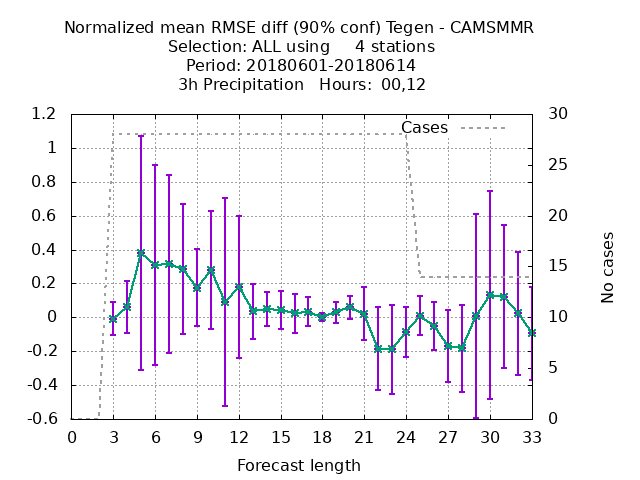 Normalized mean RMSE diff (90% conf) Tegen - CAMSMMR
Selection: ALL using     4 stations
Period: 20180601-20180614
3h Precipitation   Hours: 00,12
Cases
1.2
1
0.8
0.6
0.4
0.2
0
-0.2
-0.4
-0.6
30
25
20
15
10
5
0
No cases
0 3 6 9 12 15 18 21 24 27 30 33
Forecast length